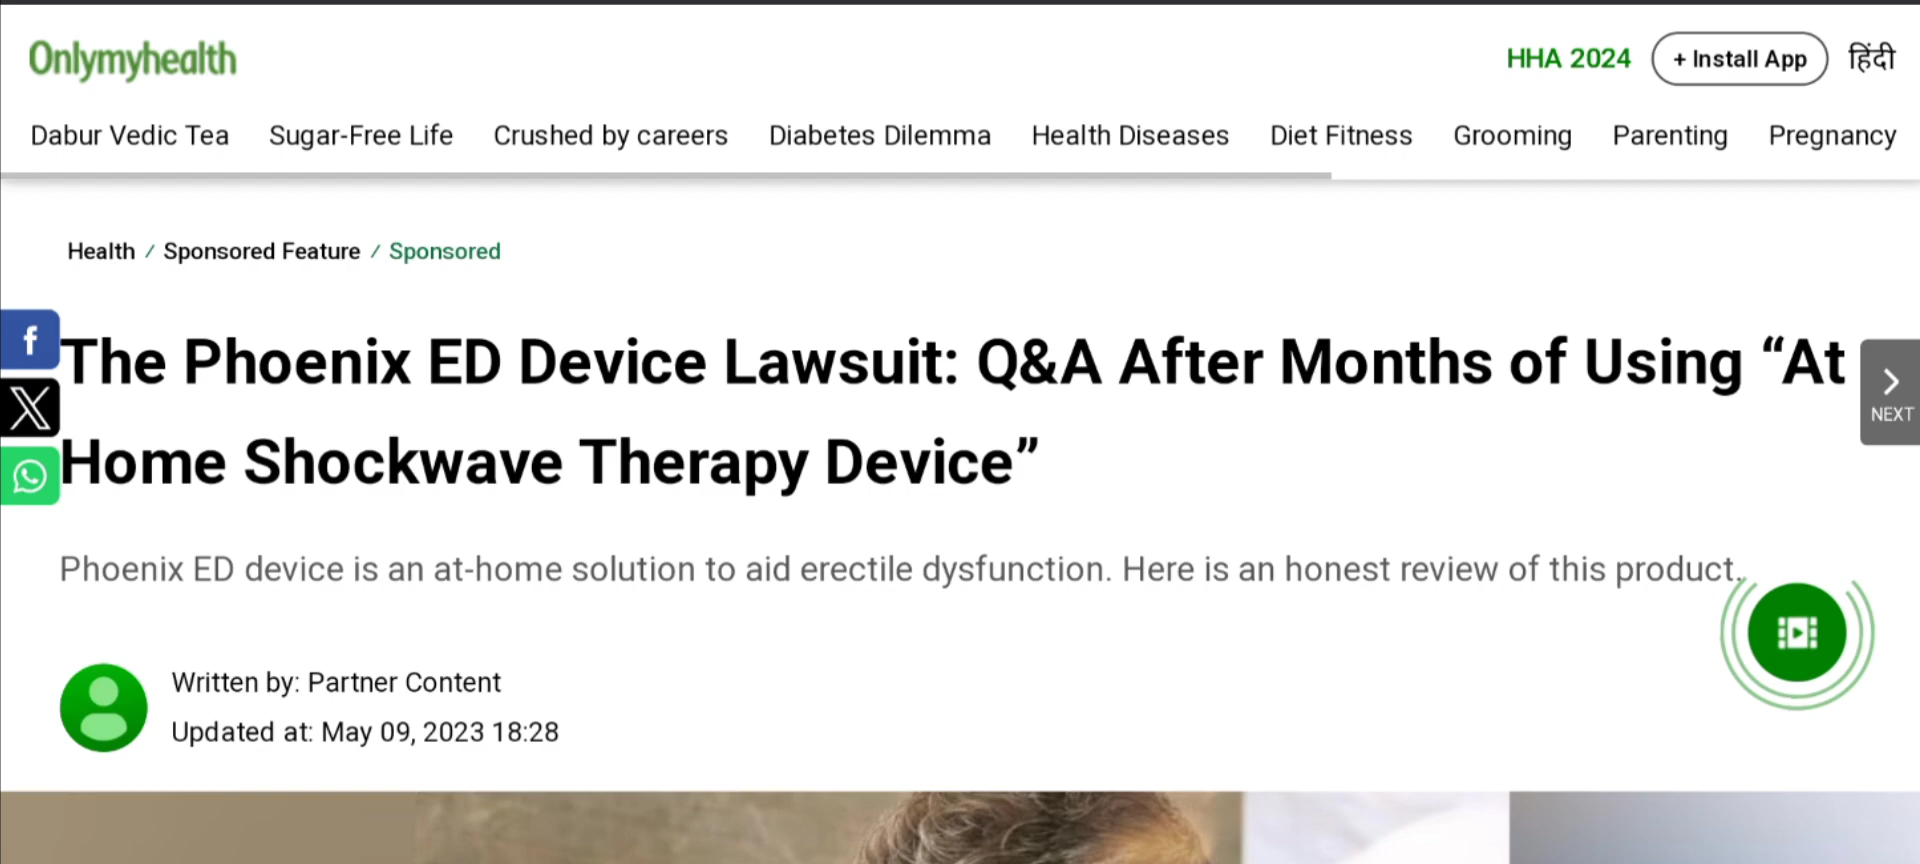 Onlymyhealth
HHA 2024
+ Install App
हिंदी
Dabur Vedic Tea Sugar-Free Life Crushed by careers Diabetes Dilemma Health Diseases Diet Fitness Grooming Parenting Pregnancy
Health / Sponsored Feature / Sponsored
The Phoenix ED Device Lawsuit: Q&A After Months of Using “At
Home Shockwave Therapy Device”
NEXT
Phoenix ED device is an at-home solution to aid erectile dysfunction. Here is an honest review of this product.
Written by: Partner Content
Updated at: May 09, 2023 18:28